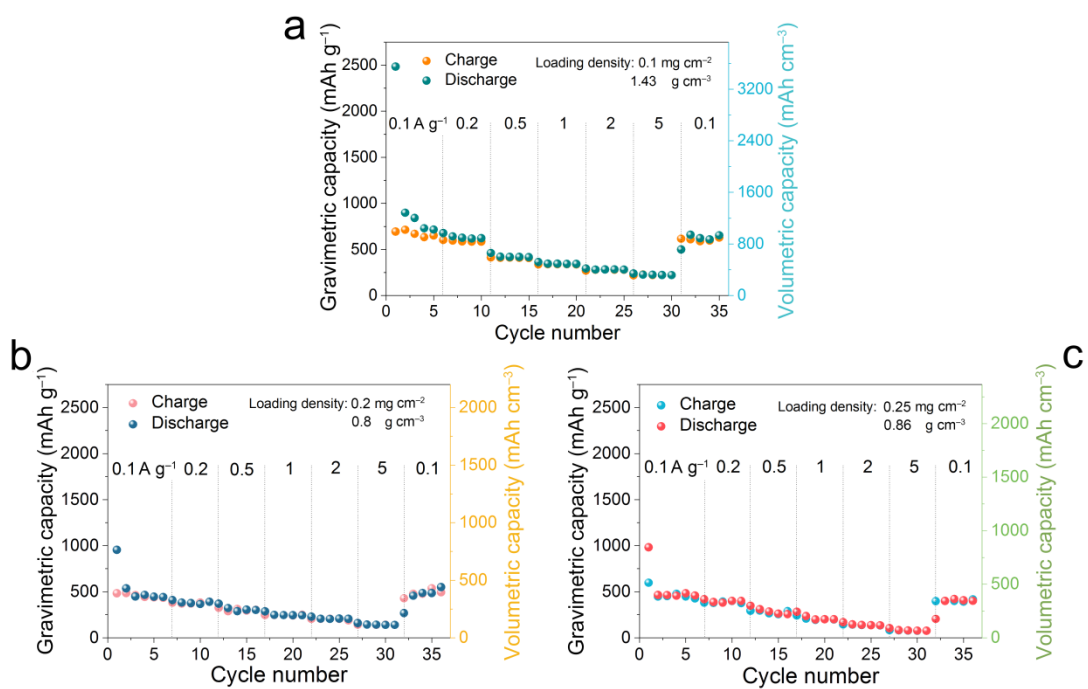 a
Gravimetric capacity (mAh g⁻¹)
2500
2000
1500
1000
500
0
Charge
Discharge
Loading density: 0.1 mg cm⁻²
1.43 g cm⁻³
0.1 A g⁻¹ 0.2 0.5 1 2 5 0.1
3200
2400
1600
800
0
Volumetric capacity (mAh cm⁻³)
0 5 10 15 20 25 30 35
Cycle number
b
Gravimetric capacity (mAh g⁻¹)
2500
2000
1500
1000
500
0
Charge
Discharge
Loading density: 0.2 mg cm⁻²
0.8 g cm⁻³
0.1 A g⁻¹ 0.2 0.5 1 2 5 0.1
2000
1500
1000
500
0
Volumetric capacity (mAh cm⁻³)
0 5 10 15 20 25 30 35
Cycle number
c
Gravimetric capacity (mAh g⁻¹)
2500
2000
1500
1000
500
0
Charge
Discharge
Loading density: 0.25 mg cm⁻²
0.86 g cm⁻³
0.1 A g⁻¹ 0.2 0.5 1 2 5 0.1
2000
1500
1000
500
0
Volumetric capacity (mAh cm⁻³)
0 5 10 15 20 25 30 35
Cycle number